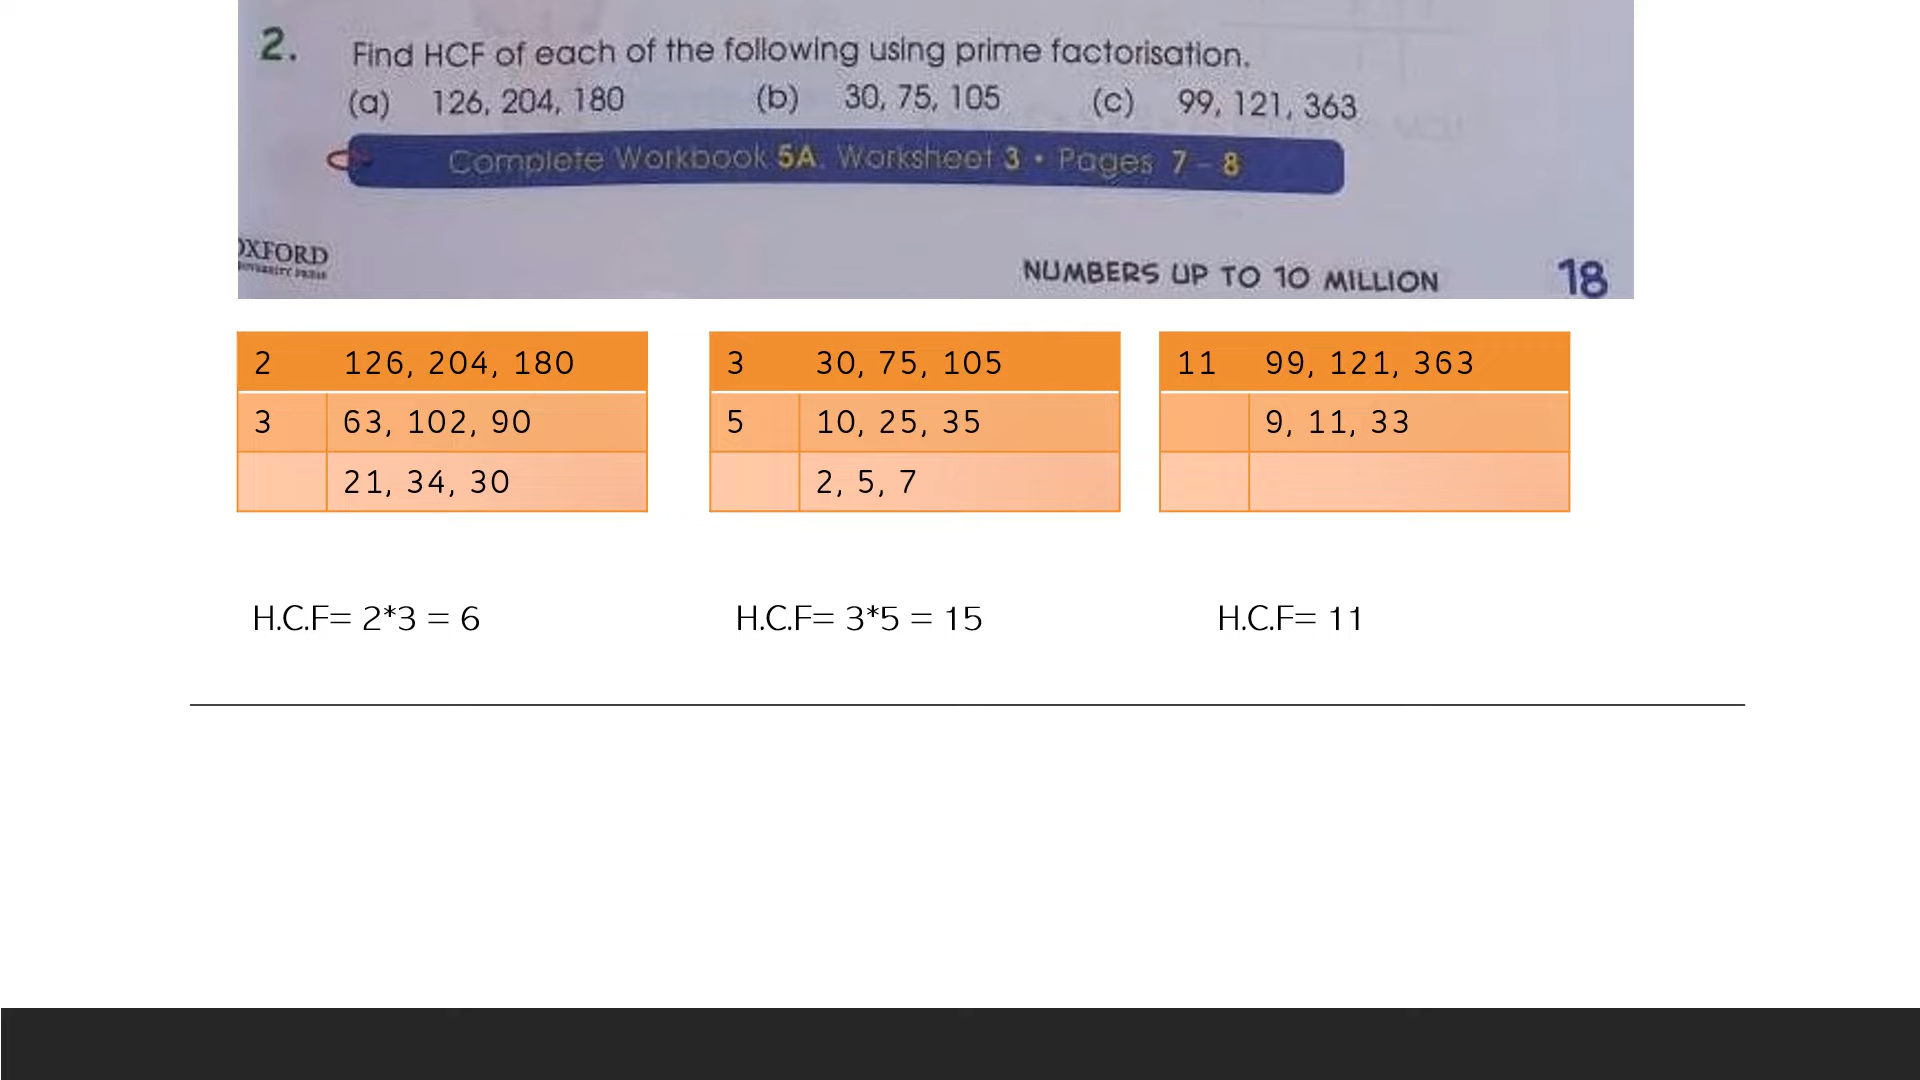 2. Find HCF of each of the following using prime factorisation.
(a) 126, 204, 180 (b) 30, 75, 105 (c) 99, 121, 363
Complete Workbook 5A. Worksheet 3 • Pages 7 – 8
OXFORD
UNIVERSITY PRESS
NUMBERS UP TO 10 MILLION 18
2 126, 204, 180
3 63, 102, 90
21, 34, 30
3 30, 75, 105
5 10, 25, 35
2, 5, 7
11 99, 121, 363
9, 11, 33
H.C.F= 2*3 = 6
H.C.F= 3*5 = 15
H.C.F= 11